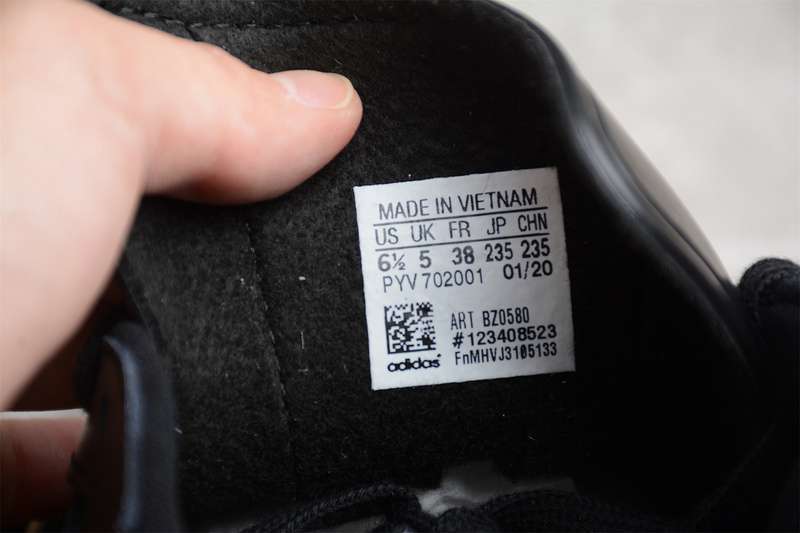 MADE IN VIETNAM
US UK FR JP CHN
6½ 5 38 235 235
PYV 702001 01/20
ART BZ0580
#123408523
FnMHVJ3105133
adidas